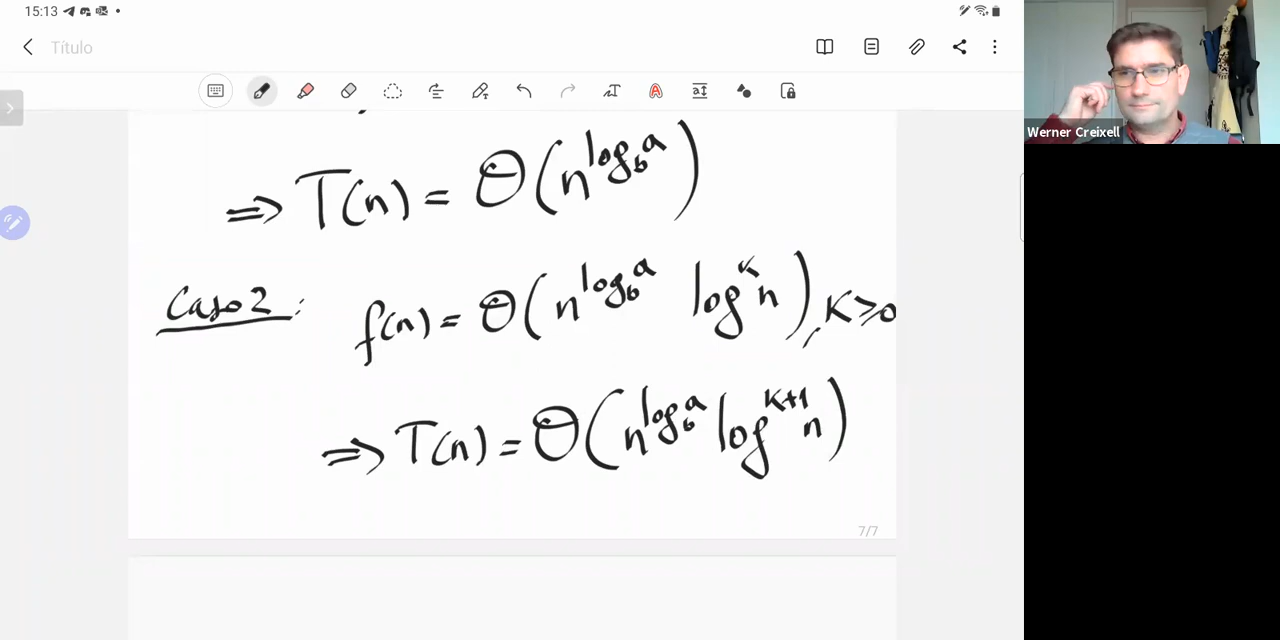 15:13
Título
Werner Creixell
⇒ T(n) = Θ(n^{log_b a})
Caso 2: f(n) = Θ(n^{log_b a} log^k n), K ≥ 0
⇒ T(n) = Θ(n^{log_b a} log^{k+1} n)
7/7